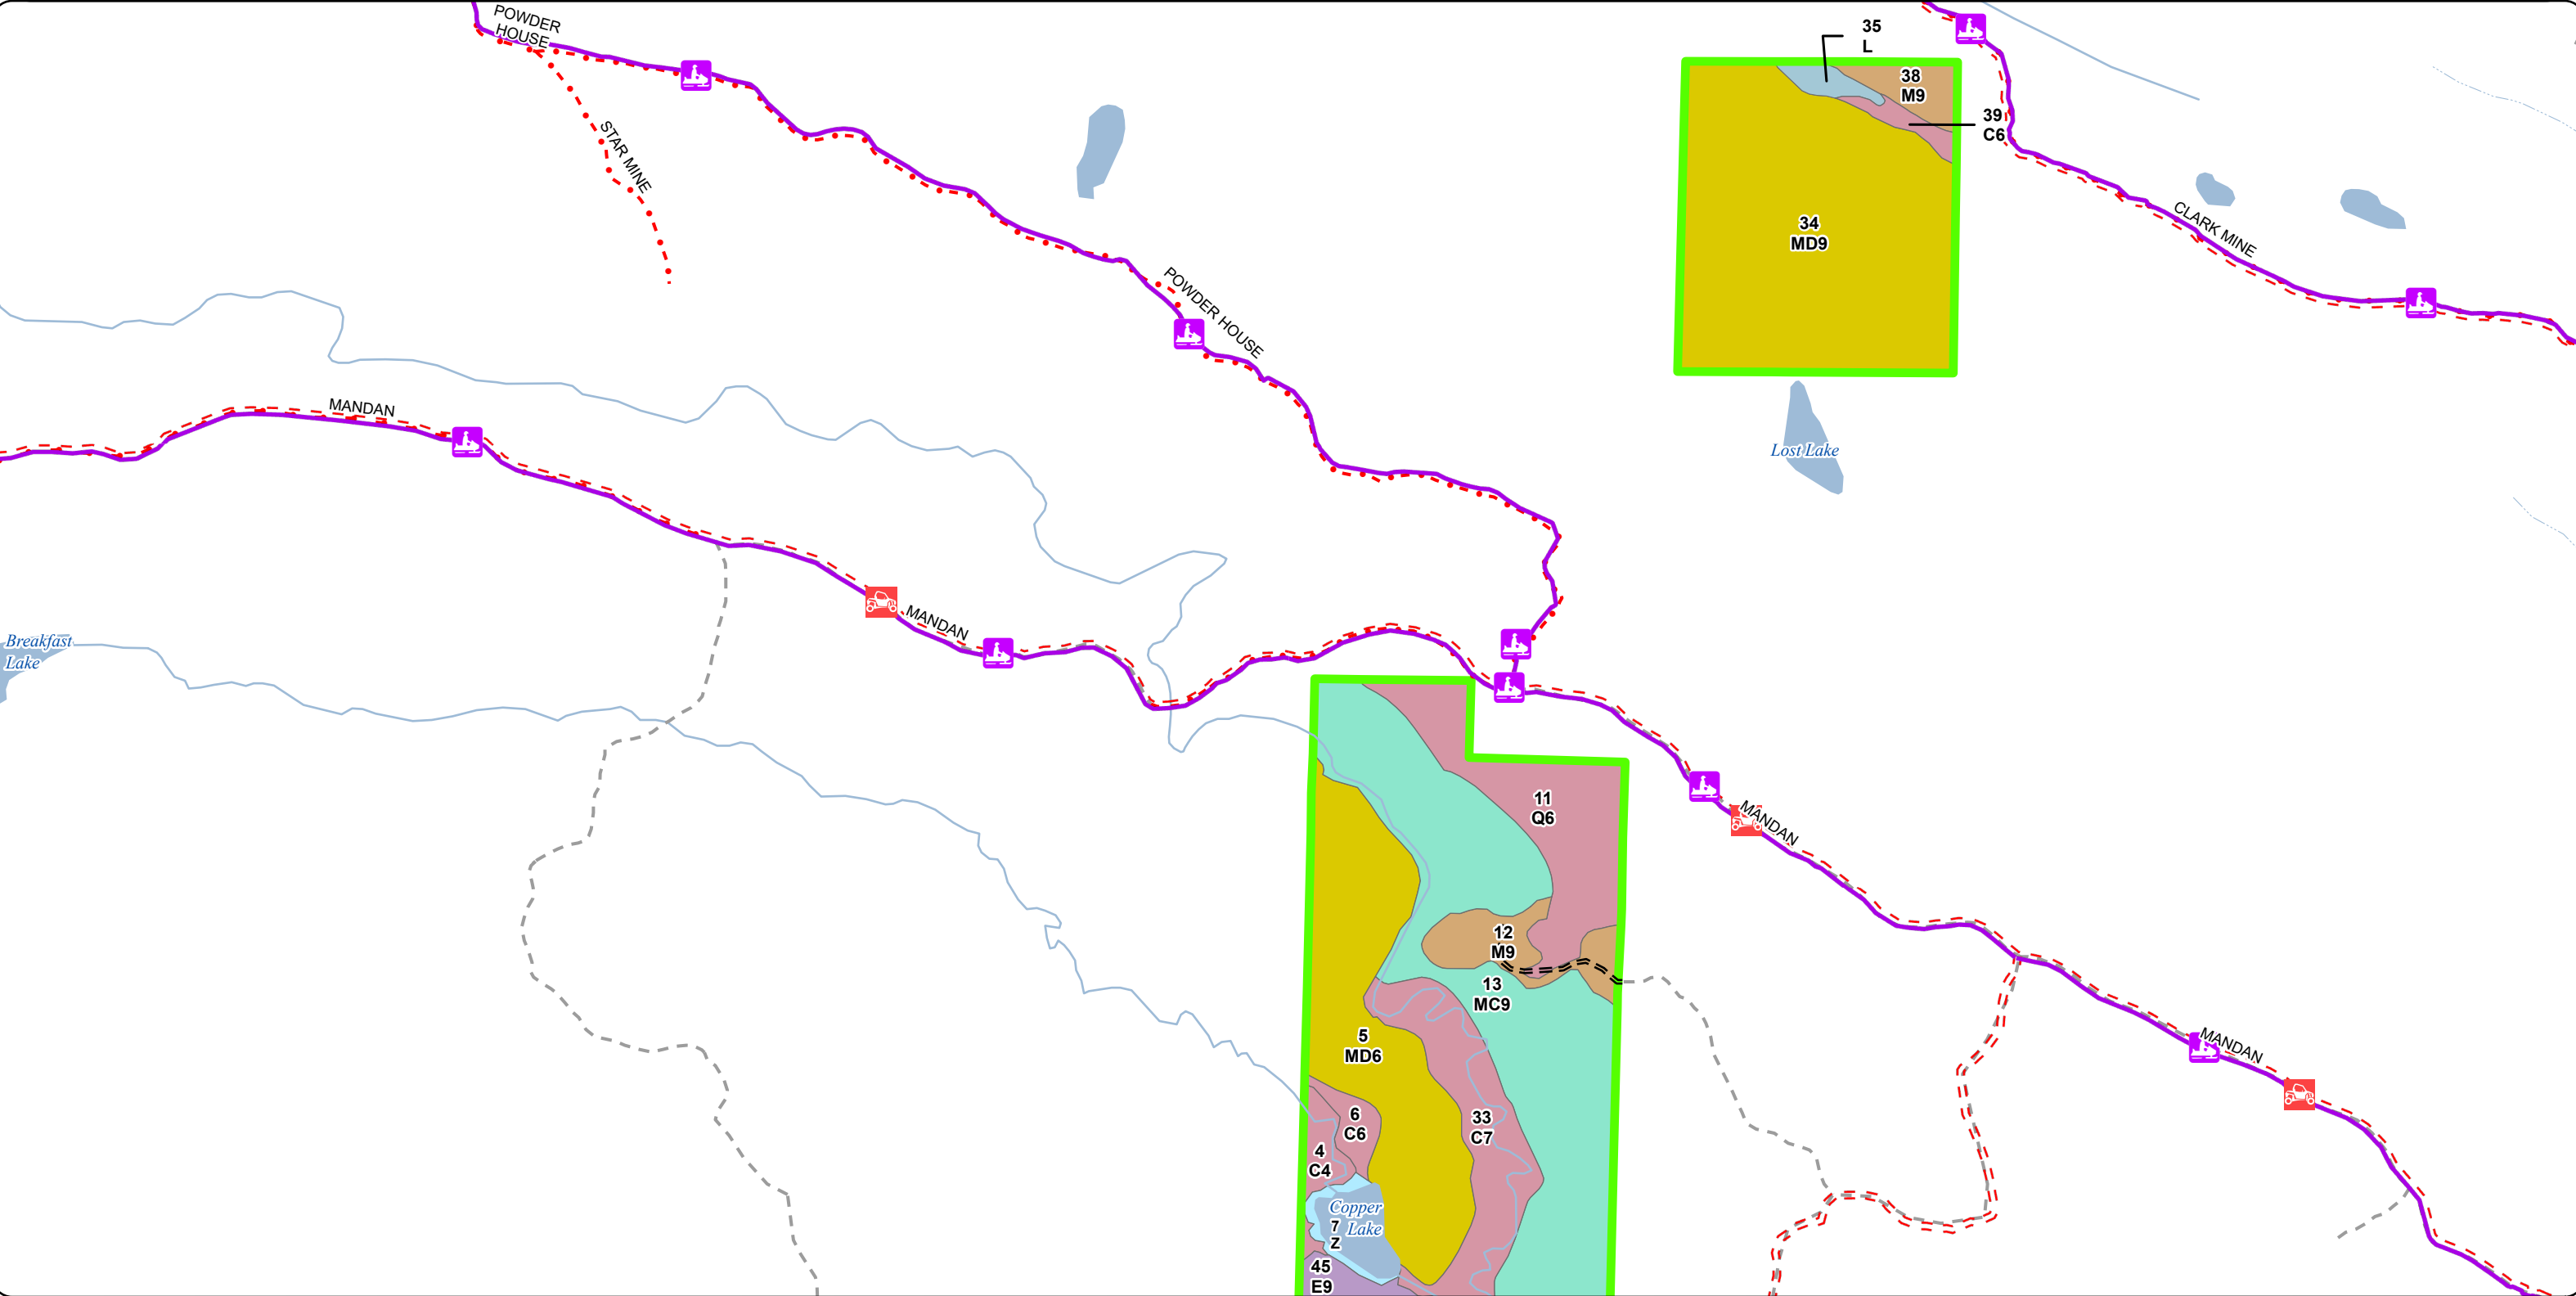 POWDER
HOUSE
STAR MINE
POWDER HOUSE
35
L
38
M9
39
C6
34
MD9
CLARK MINE
Lost Lake
MANDAN
MANDAN
Breakfast
Lake
11
Q6
MANDAN
12
M9
13
MC9
5
MD6
MANDAN
6
C6
33
C7
4
C4
Copper
Lake
7
Z
45
E9